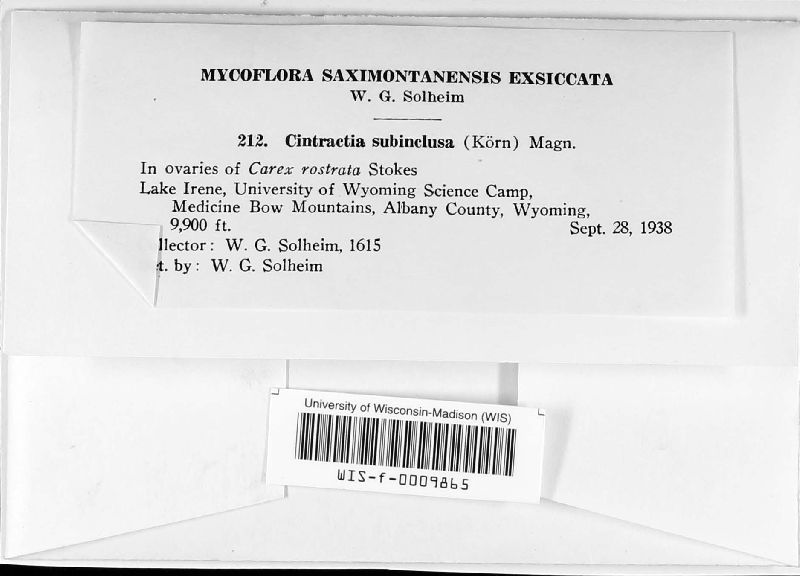 MYCOFLORA SAXIMONTANENSIS EXSICCATA
W. G. Solheim
212. Cintractia subinclusa (Körn) Magn.
In ovaries of Carex rostrata Stokes
Lake Irene, University of Wyoming Science Camp,
Medicine Bow Mountains, Albany County, Wyoming,
9,900 ft. Sept. 28, 1938
llector: W. G. Solheim, 1615
t. by: W. G. Solheim
University of Wisconsin-Madison (WIS)
WIS-f-0009865